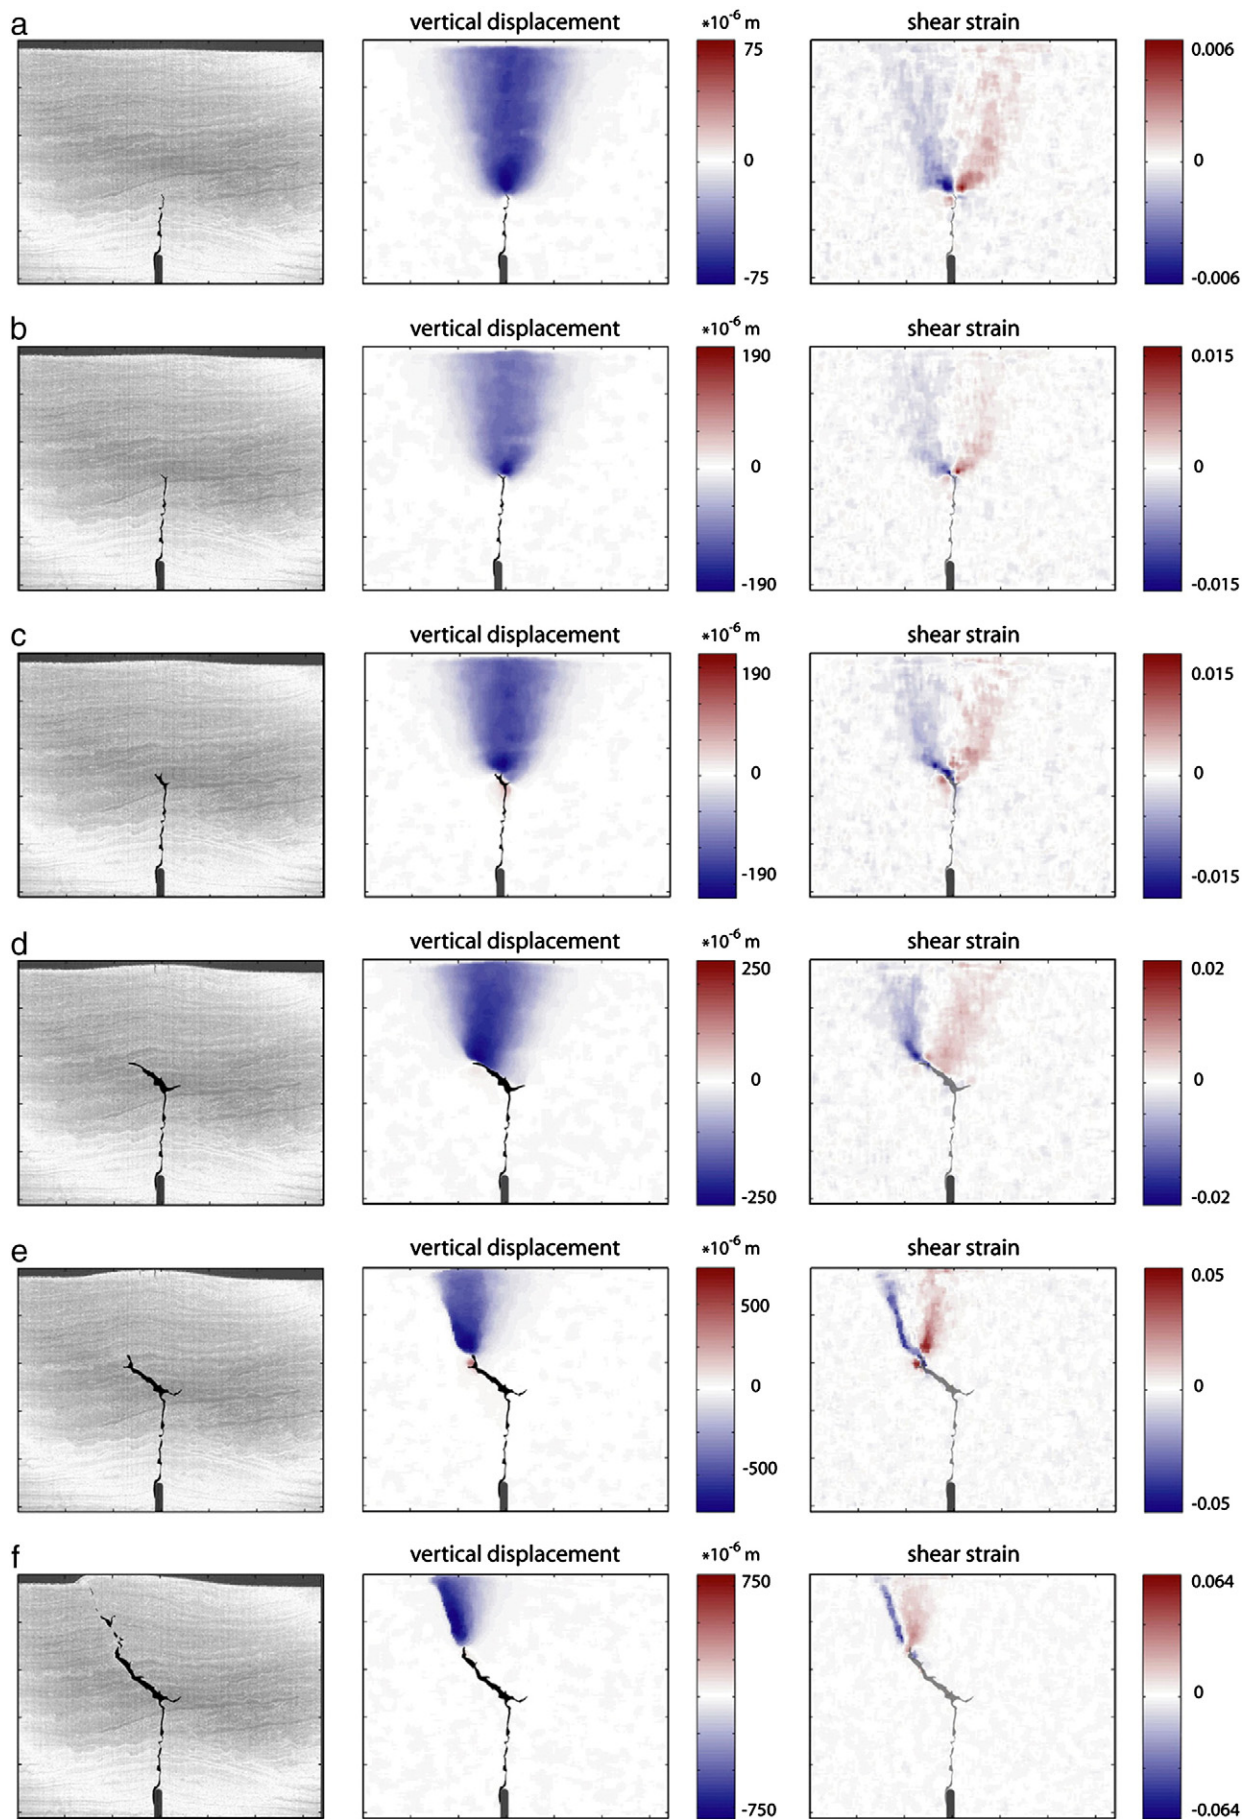 a
vertical displacement
*10-6 m
shear strain
75
0
-75
0.006
0
-0.006
b
vertical displacement
*10-6 m
shear strain
190
0
-190
0.015
0
-0.015
c
vertical displacement
*10-6 m
shear strain
190
0
-190
0.015
0
-0.015
d
vertical displacement
*10-6 m
shear strain
250
0
-250
0.02
0
-0.02
e
vertical displacement
*10-6 m
shear strain
500
0
-500
0.05
0
-0.05
f
vertical displacement
*10-6 m
shear strain
750
0
-750
0.064
0
-0.064